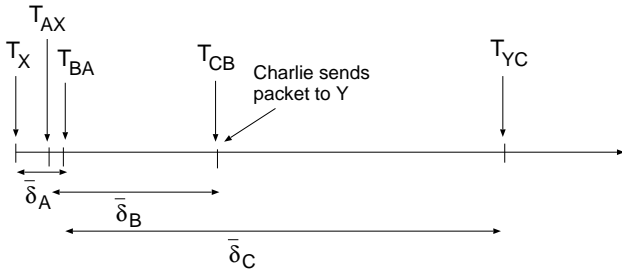 T_AX
T_X
T_BA
T_CB
Charlie sends
packet to Y
T_YC
δ̄_A
δ̄_B
δ̄_C